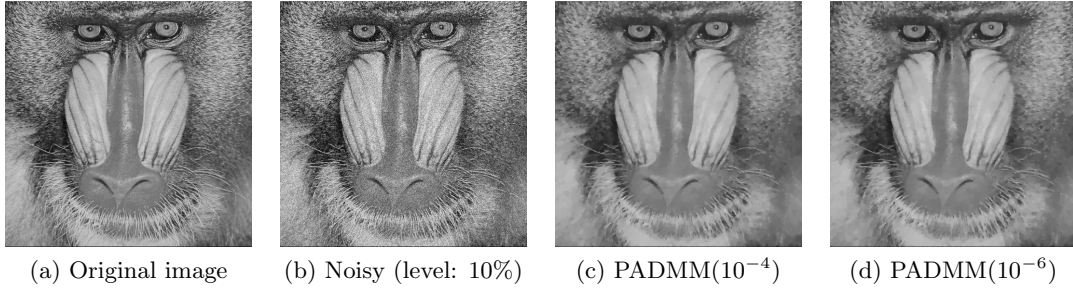 (a) Original image
(b) Noisy (level: 10%)
(c) PADMM(10⁻⁴)
(d) PADMM(10⁻⁶)